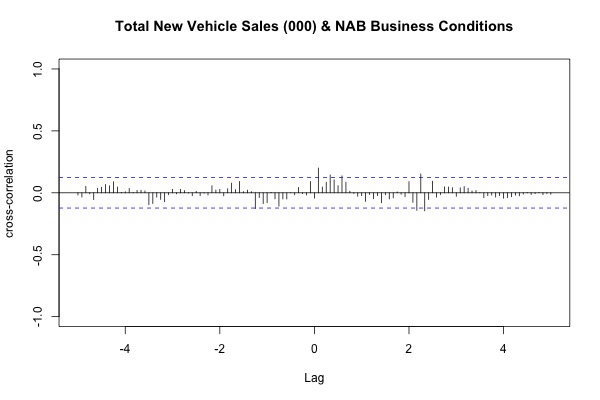 Total New Vehicle Sales (000) & NAB Business Conditions
1.0
0.5
0.0
-0.5
-1.0
cross-correlation
-4 -2 0 2 4
Lag